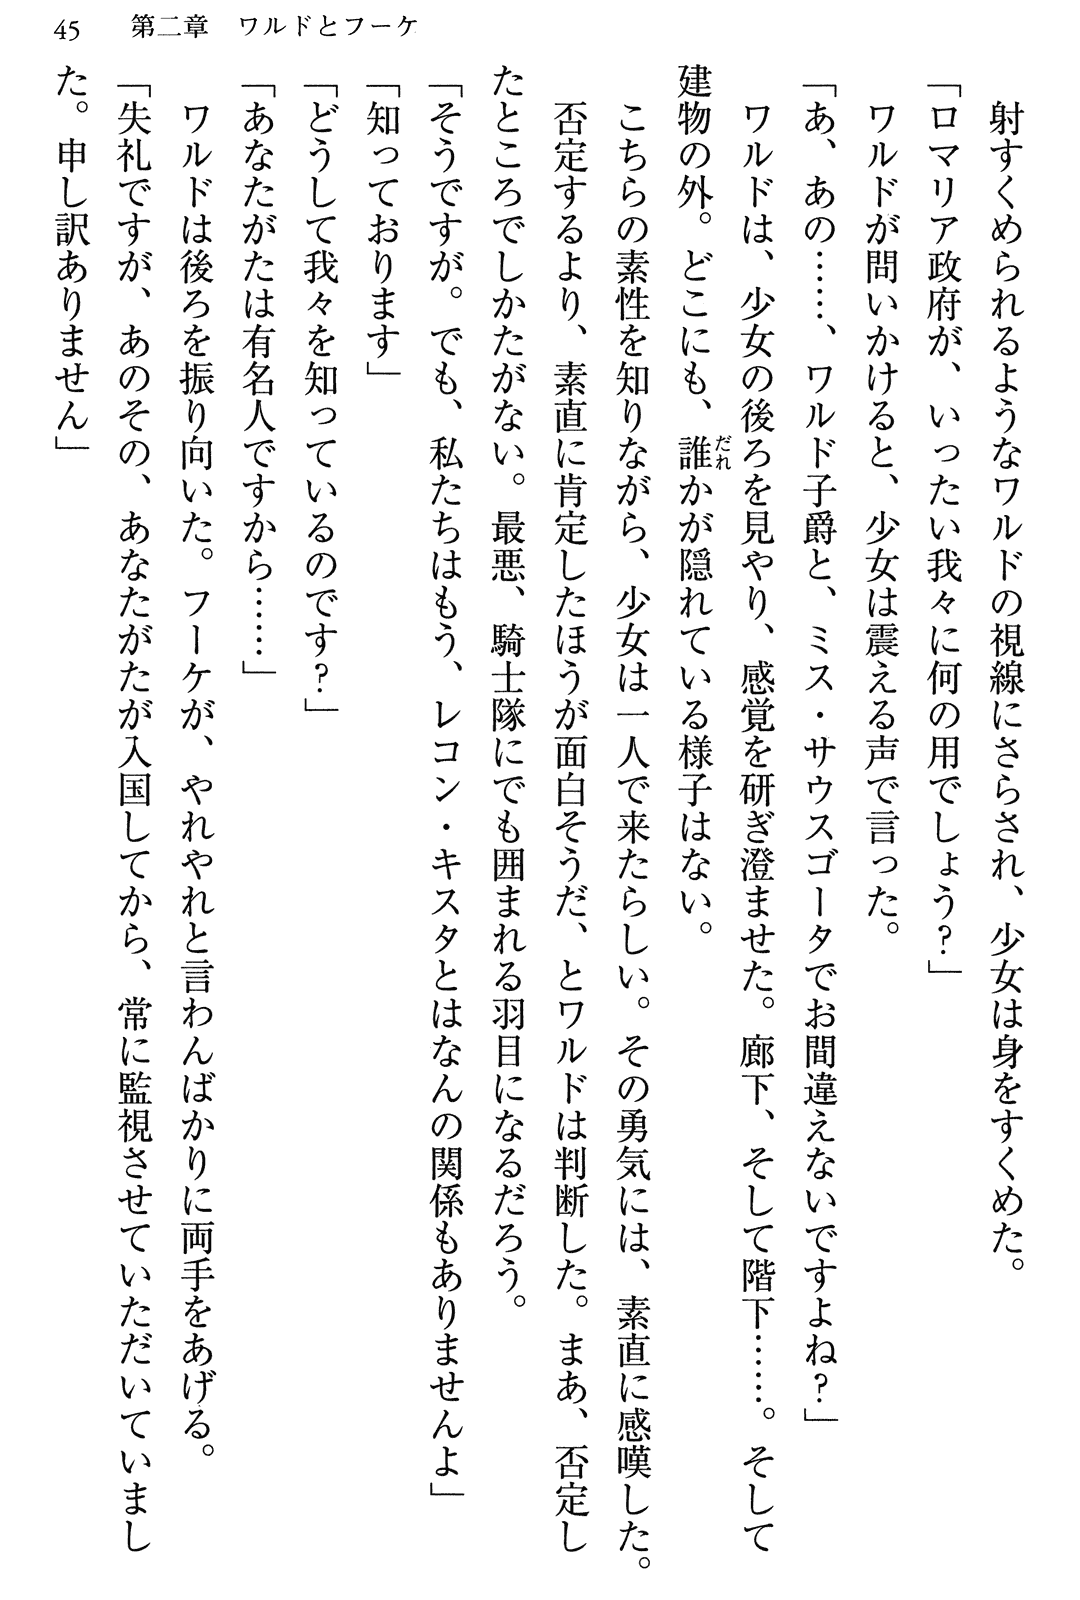 45　第二章　ワルドとフーケ
　射すくめられるようなワルドの視線にさらされ、少女は身をすくめた。
「ロマリア政府が、いったい我々に何の用でしょう?」
　ワルドが問いかけると、少女は震える声で言った。
「あ、あの……、ワルド子爵と、ミス・サウスゴータでお間違えないですよね?」
　ワルドは、少女の後ろを見やり、感覚を研ぎ澄ませた。廊下、そして階下……。そして
建物の外。どこにも、誰かが隠れている様子はない。
だれ
　こちらの素性を知りながら、少女は一人で来たらしい。その勇気には、素直に感嘆した。
　否定するより、素直に肯定したほうが面白そうだ、とワルドは判断した。まあ、否定し
たところでしかたがない。最悪、騎士隊にでも囲まれる羽目になるだろう。
「そうですが。でも、私たちはもう、レコン・キスタとはなんの関係もありませんよ」
「知っております」
「どうして我々を知っているのです?」
「あなたがたは有名人ですから……」
　ワルドは後ろを振り向いた。フーケが、やれやれと言わんばかりに両手をあげる。
「失礼ですが、あのその、あなたがたが入国してから、常に監視させていただいていまし
た。申し訳ありません」